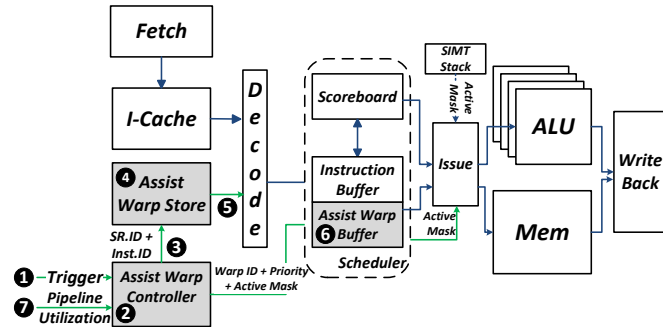 Fetch
I-Cache
Decode
Scoreboard
Instruction
Buffer
Assist Warp
Buffer
6
Scheduler
SIMT
Stack
Active
Mask
Issue
Active
Mask
ALU
Mem
Write
Back
4
Assist
Warp Store
5
SR.ID +
Inst.ID
3
1
Trigger
7
Pipeline
Utilization
Assist Warp
Controller
2
Warp ID + Priority
+ Active Mask